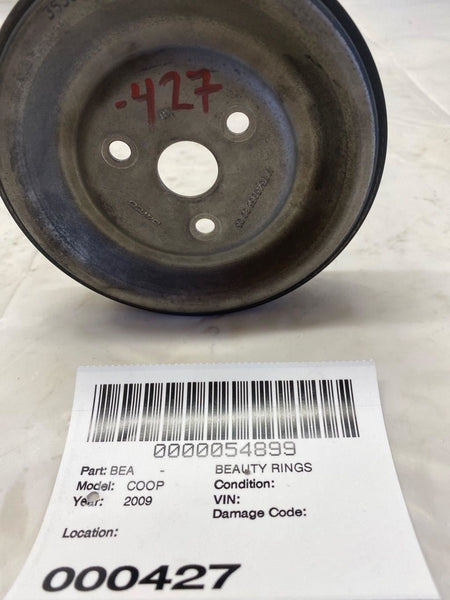 -427
0000054899
Part: BEA - BEAUTY RINGS
Model: COOP Condition:
Year: 2009 VIN:
Damage Code:
Location:
000427